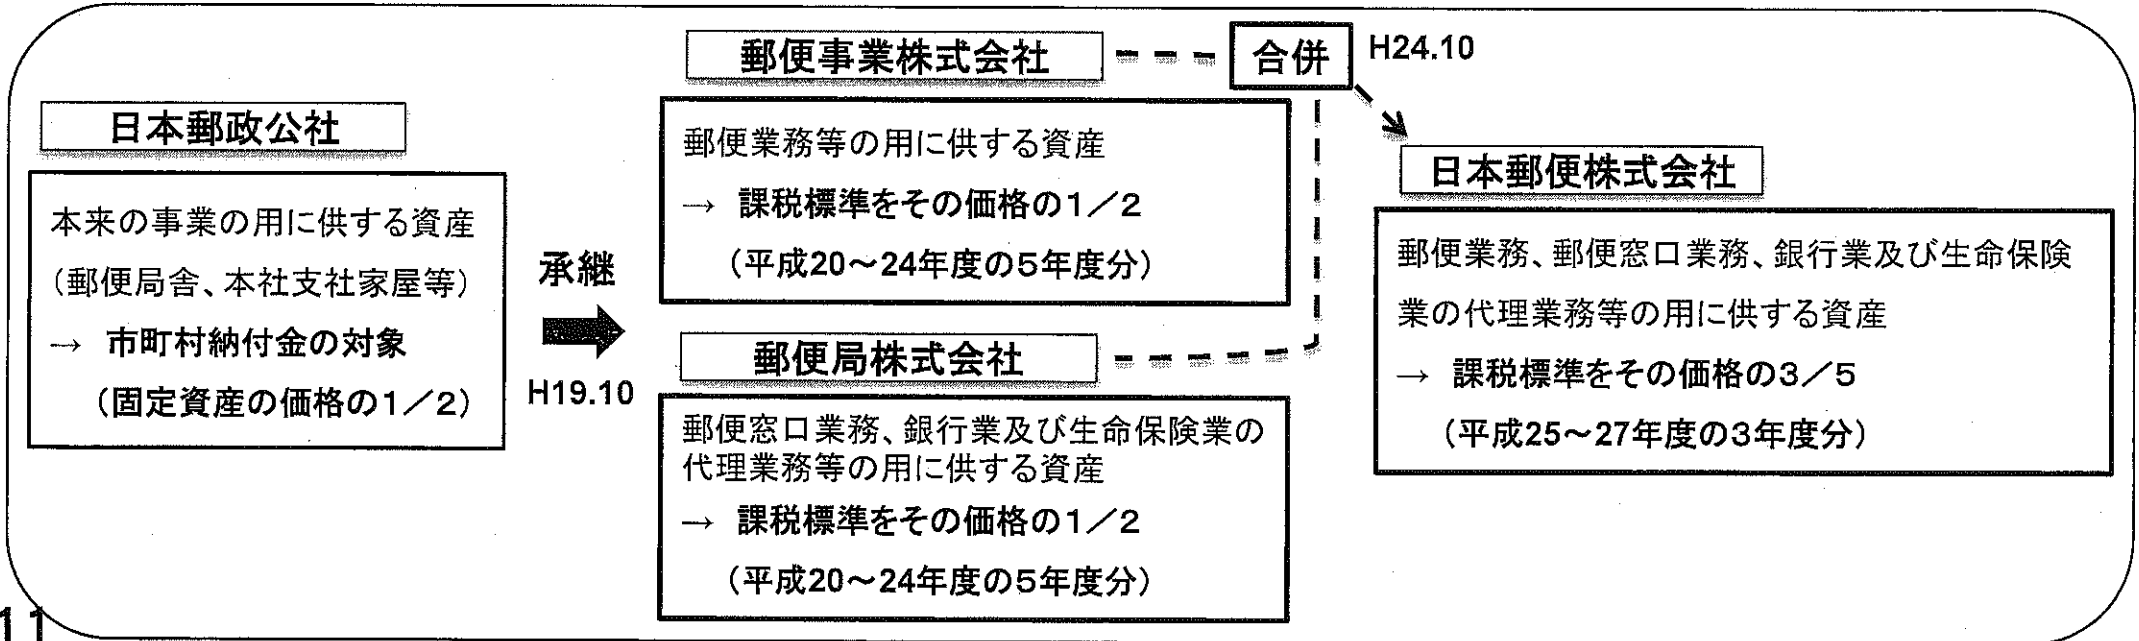 日本郵政公社
本来の事業の用に供する資産
（郵便局舎、本社支社家屋等）
→ 市町村納付金の対象
（固定資産の価格の1／2）
承継
H19.10
郵便事業株式会社
郵便業務等の用に供する資産
→ 課税標準をその価格の1／2
（平成20～24年度の5年度分）
郵便局株式会社
郵便窓口業務、銀行業及び生命保険業の
代理業務等の用に供する資産
→ 課税標準をその価格の1／2
（平成20～24年度の5年度分）
合併
H24.10
日本郵便株式会社
郵便業務、郵便窓口業務、銀行業及び生命保険
業の代理業務等の用に供する資産
→ 課税標準をその価格の3／5
（平成25～27年度の3年度分）
11